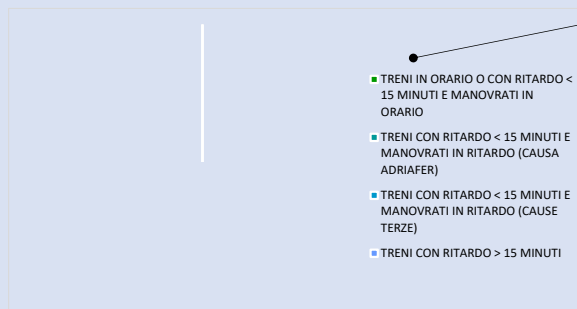 TRENI IN ORARIO O CON RITARDO <
15 MINUTI E MANOVRATI IN
ORARIO
TRENI CON RITARDO < 15 MINUTI E
MANOVRATI IN RITARDO (CAUSA
ADRIAFER)
TRENI CON RITARDO < 15 MINUTI E
MANOVRATI IN RITARDO (CAUSE
TERZE)
TRENI CON RITARDO > 15 MINUTI